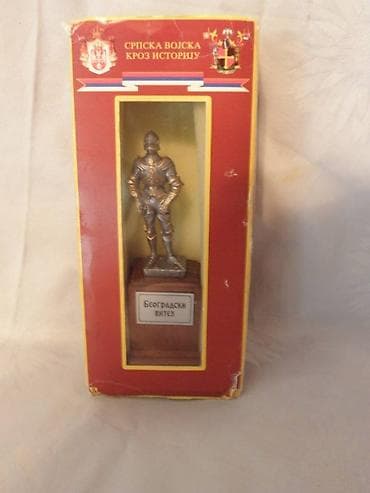 СРПСКА ВОЈСКА
КРОЗ ИСТОРИЈУ
БЕОГРАДСКИ
ВИТЕЗ